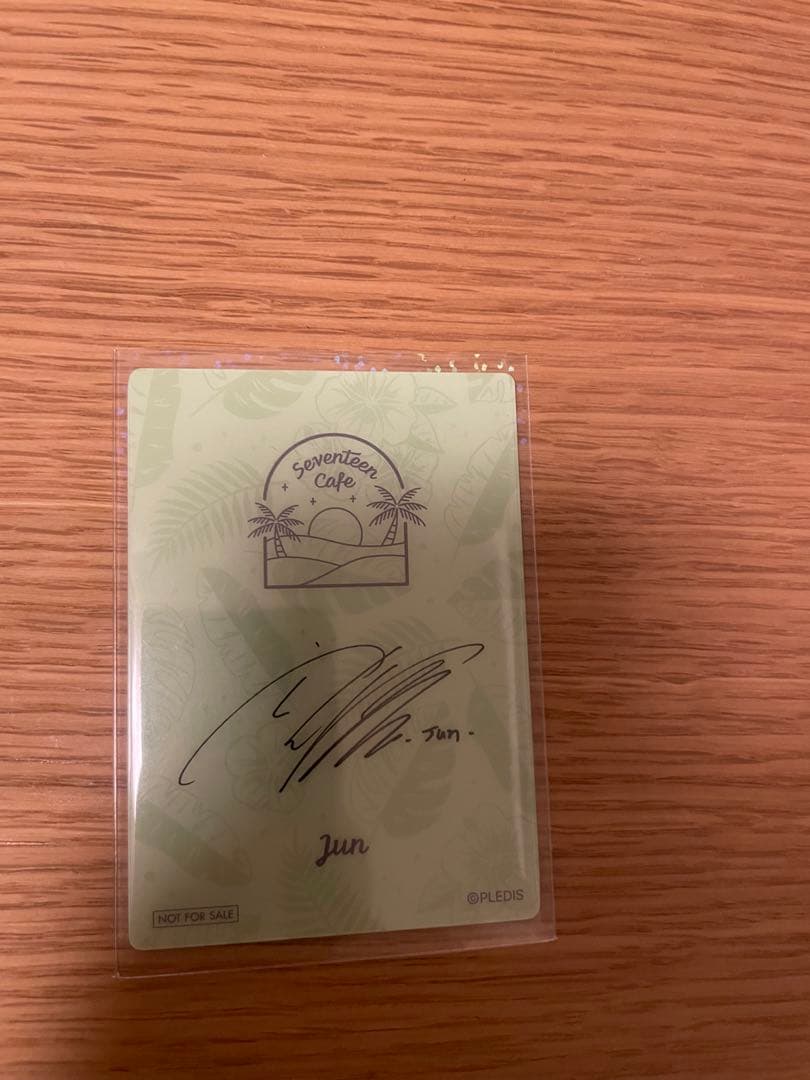 Seventeen
Cafe
- Jun -
Jun
NOT FOR SALE
©PLEDIS